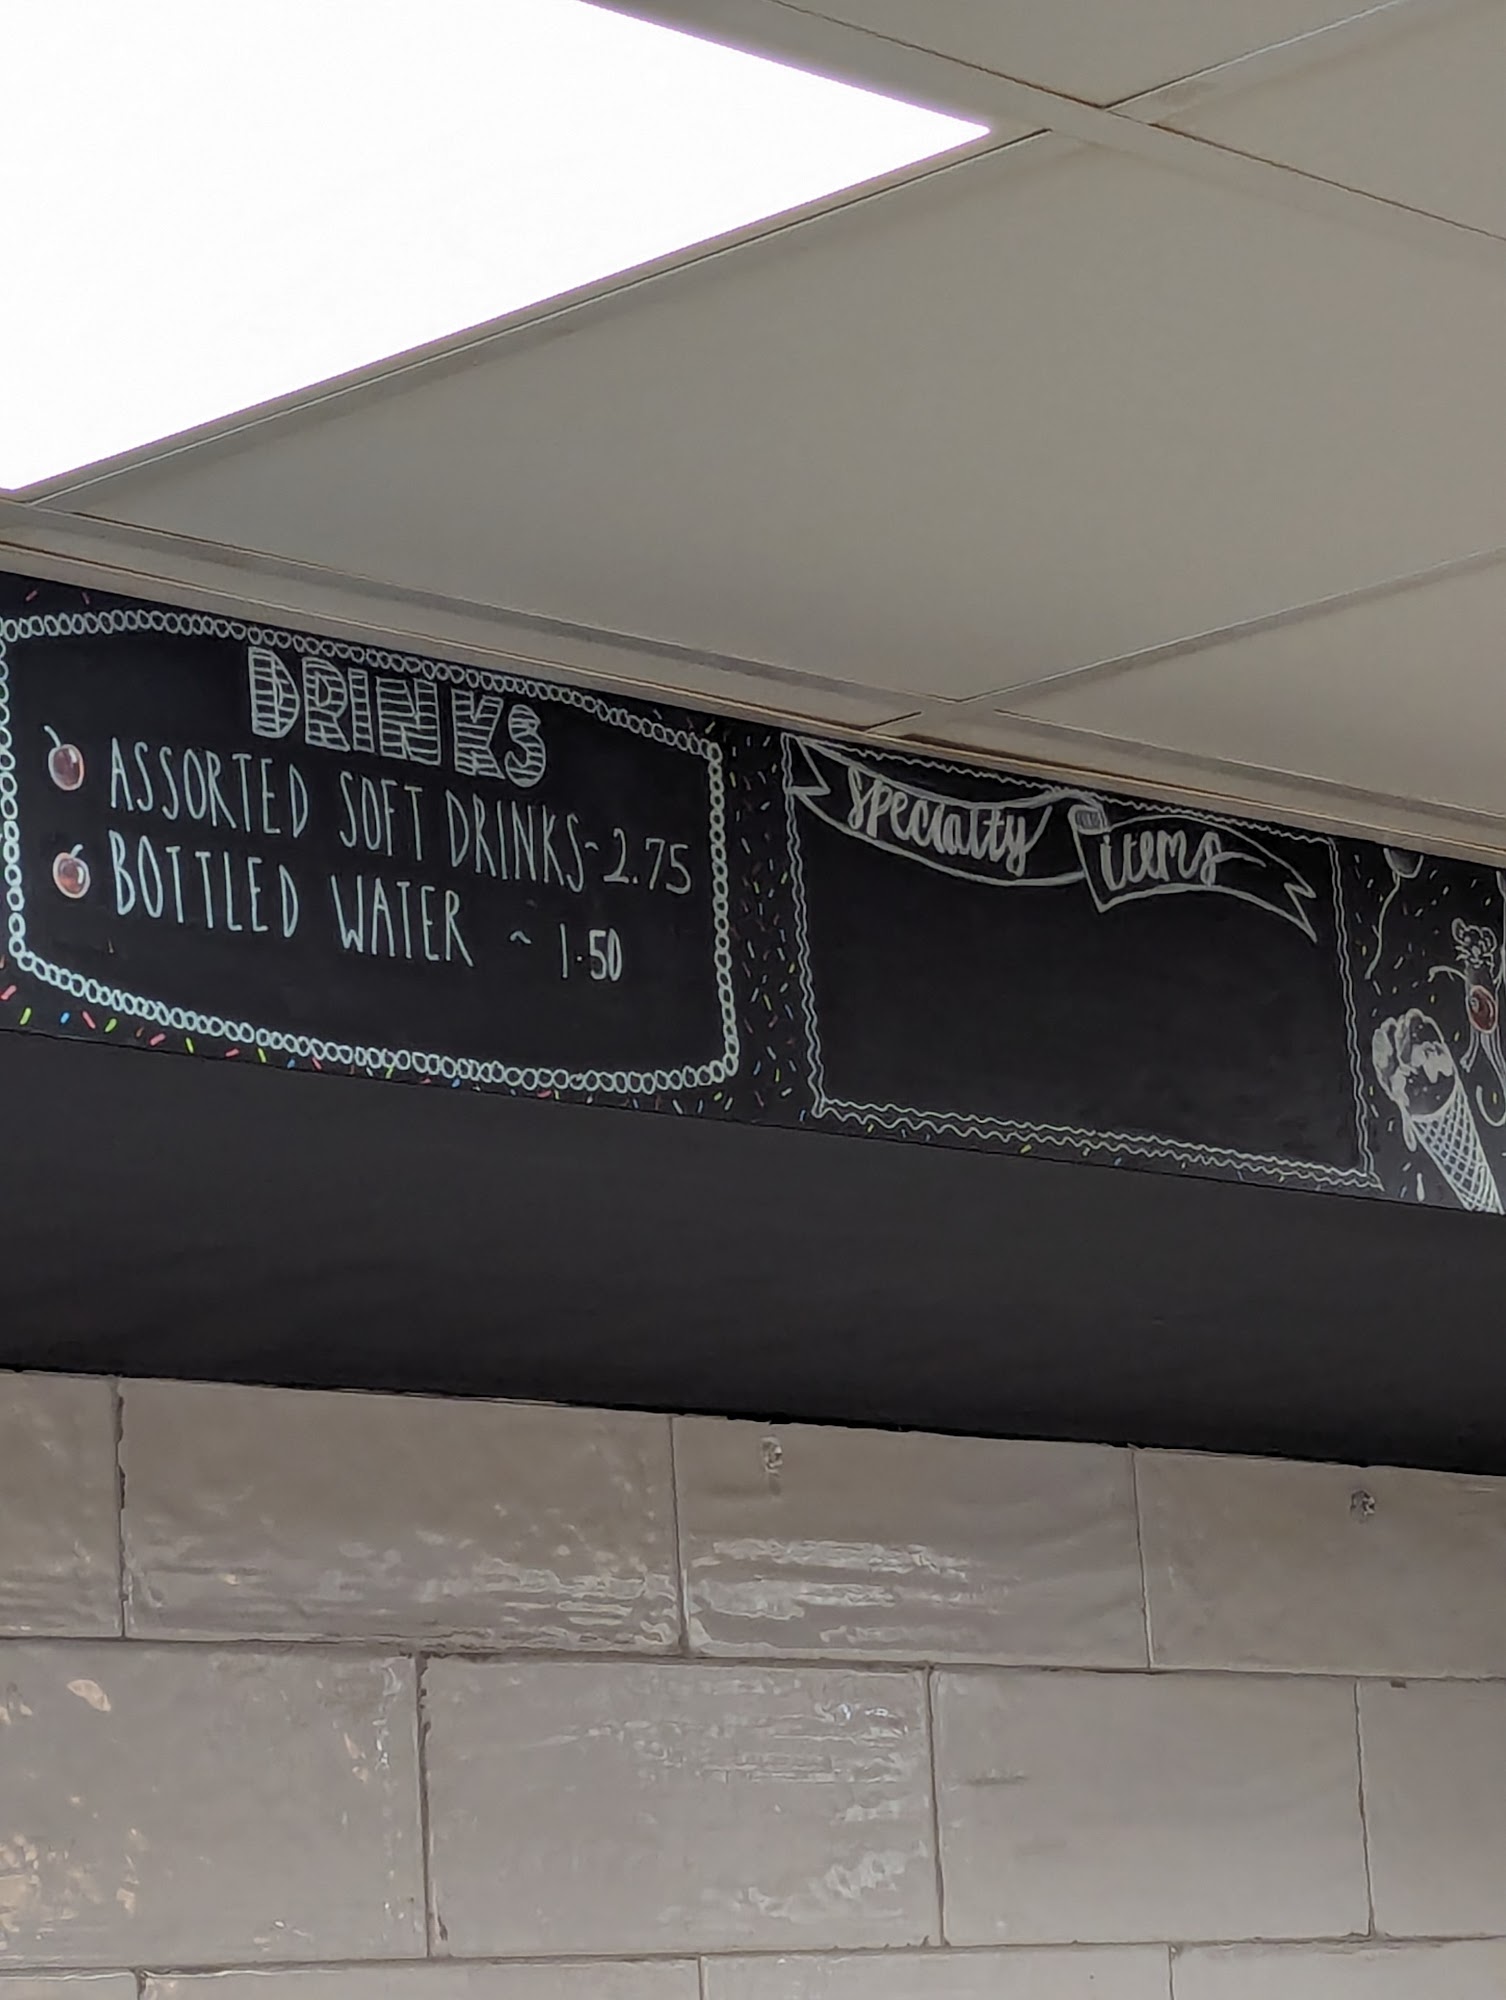 DRINKS
ASSORTED SOFT DRINKS~2.75
BOTTLED WATER ~ 1.50
specialty items